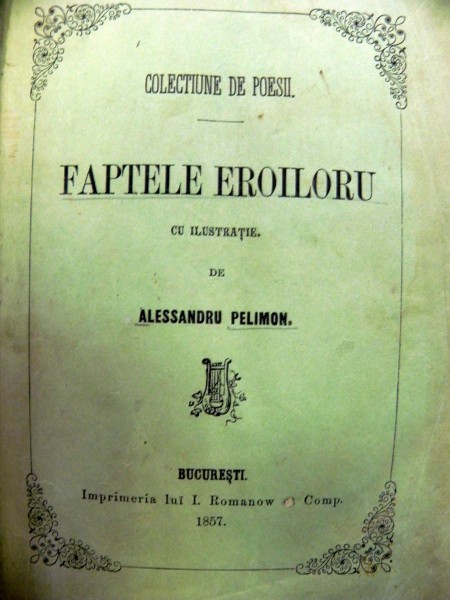 COLECTIUNE DE POESII.
FAPTELE EROILORU
CU ILUSTRAȚIE.
DE
ALESSANDRU PELIMON.
BUCUREȘTI.
Imprimeria luĭ I. Romanow Comp.
1857.